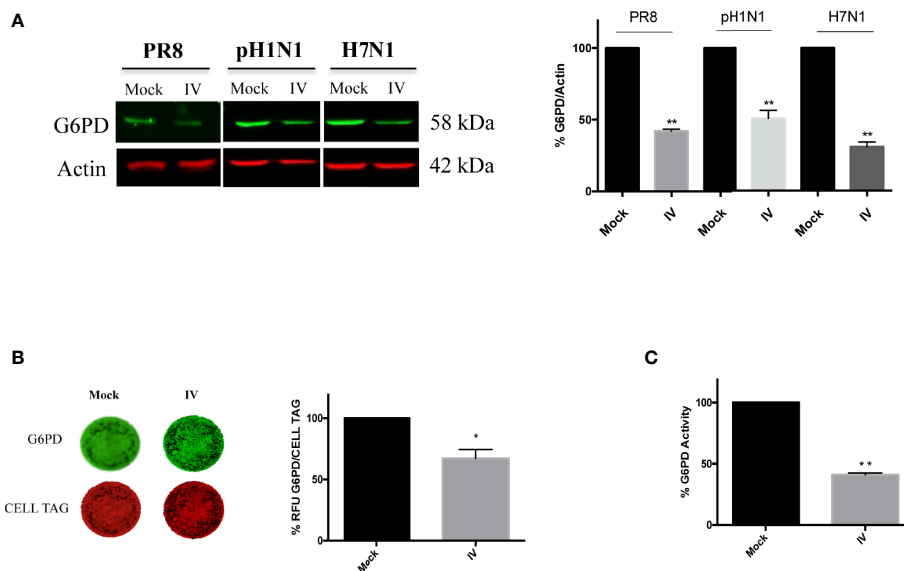 A
PR8
pH1N1
H7N1
Mock IV Mock IV Mock IV
G6PD
58 kDa
Actin
42 kDa
PR8
pH1N1
H7N1
% G6PD/Actin
100
50
0
**
**
**
Mock
IV
Mock
IV
Mock
IV
B
Mock
IV
G6PD
CELL TAG
% RFU G6PD/CELL TAG
100
50
0
*
Mock
IV
C
% G6PD Activity
100
50
0
**
Mock
IV